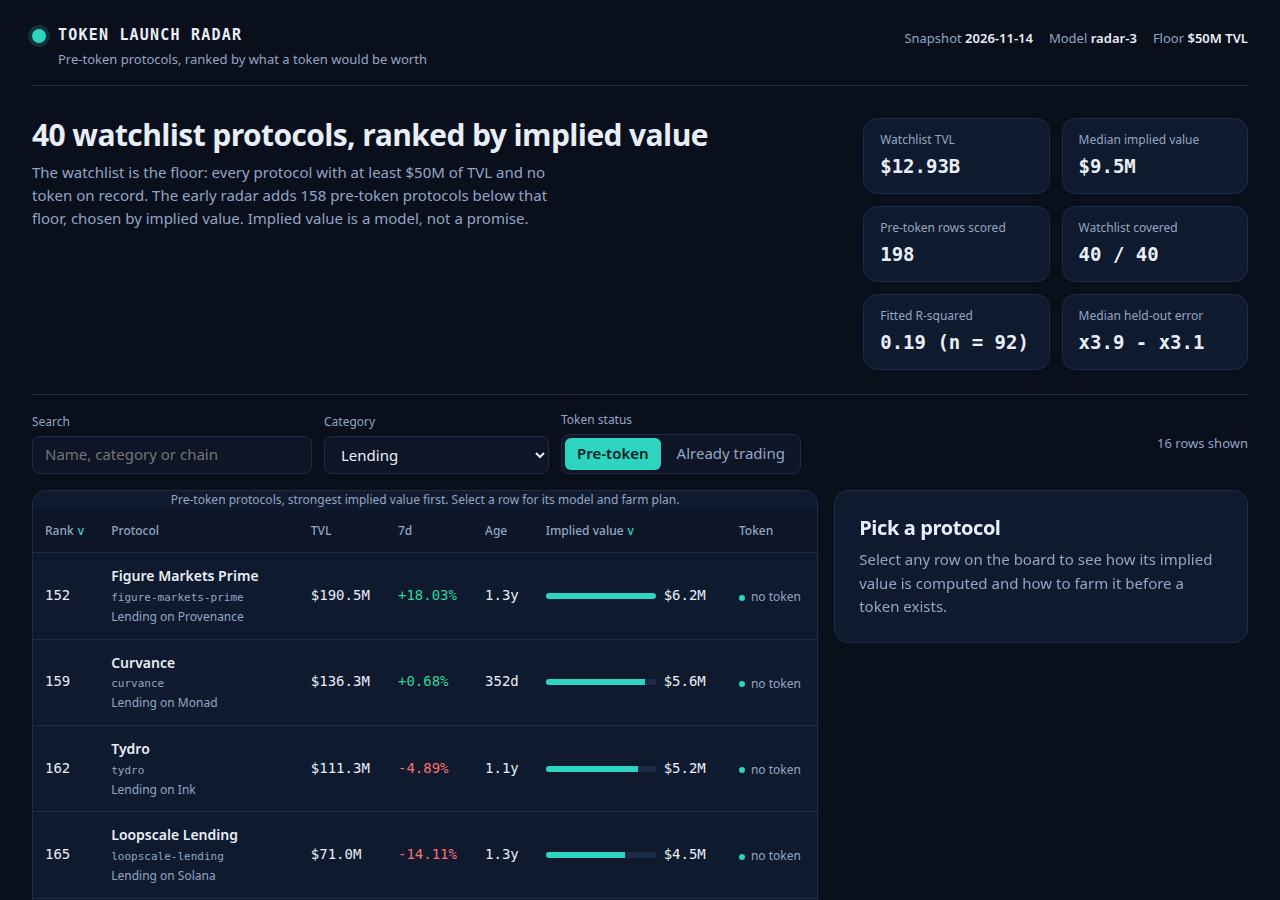 TOKEN LAUNCH RADAR
Pre-token protocols, ranked by what a token would be worth
Snapshot 2026-11-14 Model radar-3 Floor $50M TVL
40 watchlist protocols, ranked by implied value
The watchlist is the floor: every protocol with at least $50M of TVL and no
token on record. The early radar adds 158 pre-token protocols below that
floor, chosen by implied value. Implied value is a model, not a promise.
Watchlist TVL
$12.93B
Median implied value
$9.5M
Pre-token rows scored
198
Watchlist covered
40 / 40
Fitted R-squared
0.19 (n = 92)
Median held-out error
x3.9 - x3.1
Search
Name, category or chain
Category
Lending
Token status
Pre-token Already trading
16 rows shown
Pre-token protocols, strongest implied value first. Select a row for its model and farm plan.
Rank v Protocol TVL 7d Age Implied value v Token
152 Figure Markets Prime $190.5M +18.03% 1.3y $6.2M no token
figure-markets-prime
Lending on Provenance
159 Curvance $136.3M +0.68% 352d $5.6M no token
curvance
Lending on Monad
162 Tydro $111.3M -4.89% 1.1y $5.2M no token
tydro
Lending on Ink
165 Loopscale Lending $71.0M -14.11% 1.3y $4.5M no token
loopscale-lending
Lending on Solana
Pick a protocol
Select any row on the board to see how its implied
value is computed and how to farm it before a
token exists.